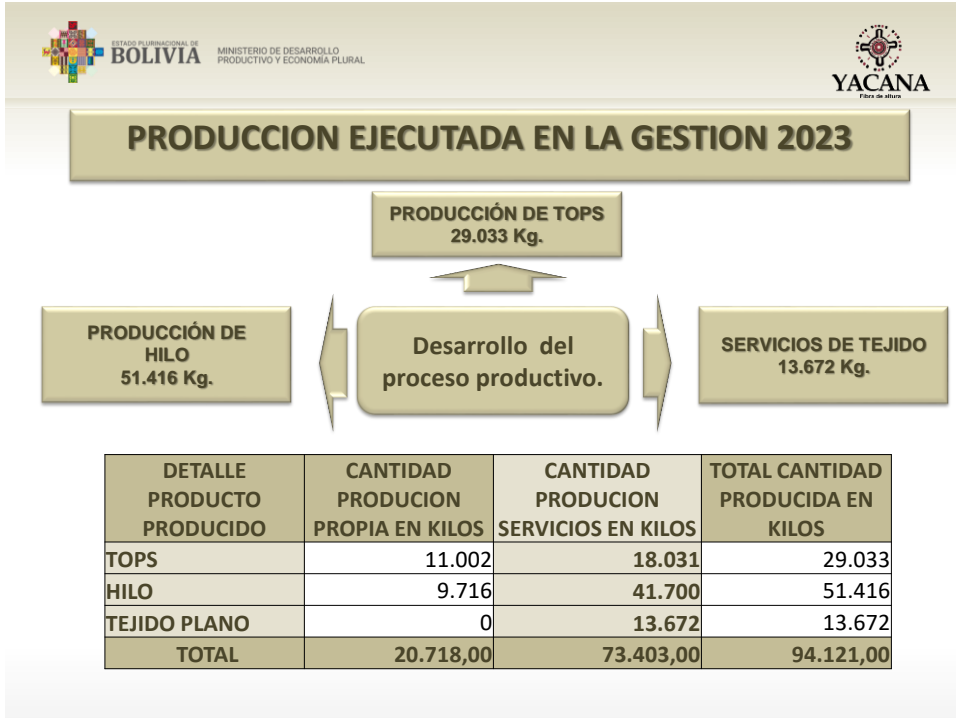 ESTADO PLURINACIONAL DE
BOLIVIA
MINISTERIO DE DESARROLLO
PRODUCTIVO Y ECONOMÍA PLURAL
YACANA
Fibra de altura
PRODUCCION EJECUTADA EN LA GESTION 2023
PRODUCCIÓN DE TOPS
29.033 Kg.
PRODUCCIÓN DE
HILO
51.416 Kg.
Desarrollo del
proceso productivo.
SERVICIOS DE TEJIDO
13.672 Kg.
DETALLE
PRODUCTO
PRODUCIDO
CANTIDAD
PRODUCION
PROPIA EN KILOS
CANTIDAD
PRODUCION
SERVICIOS EN KILOS
TOTAL CANTIDAD
PRODUCIDA EN
KILOS
TOPS 11.002 18.031 29.033
HILO 9.716 41.700 51.416
TEJIDO PLANO 0 13.672 13.672
TOTAL 20.718,00 73.403,00 94.121,00